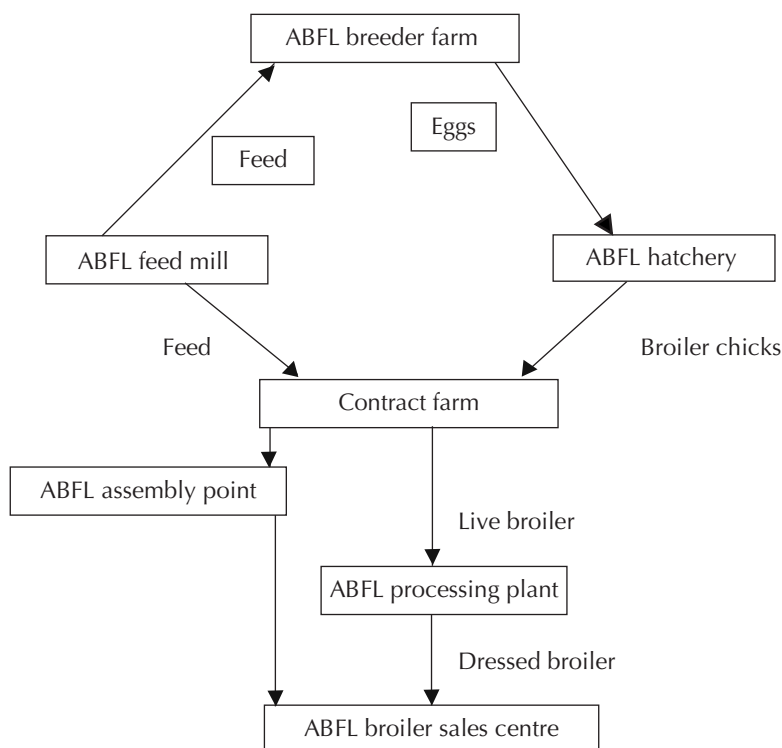 ABFL breeder farm
Eggs
Feed
ABFL feed mill
ABFL hatchery
Feed
Broiler chicks
Contract farm
ABFL assembly point
Live broiler
ABFL processing plant
Dressed broiler
ABFL broiler sales centre